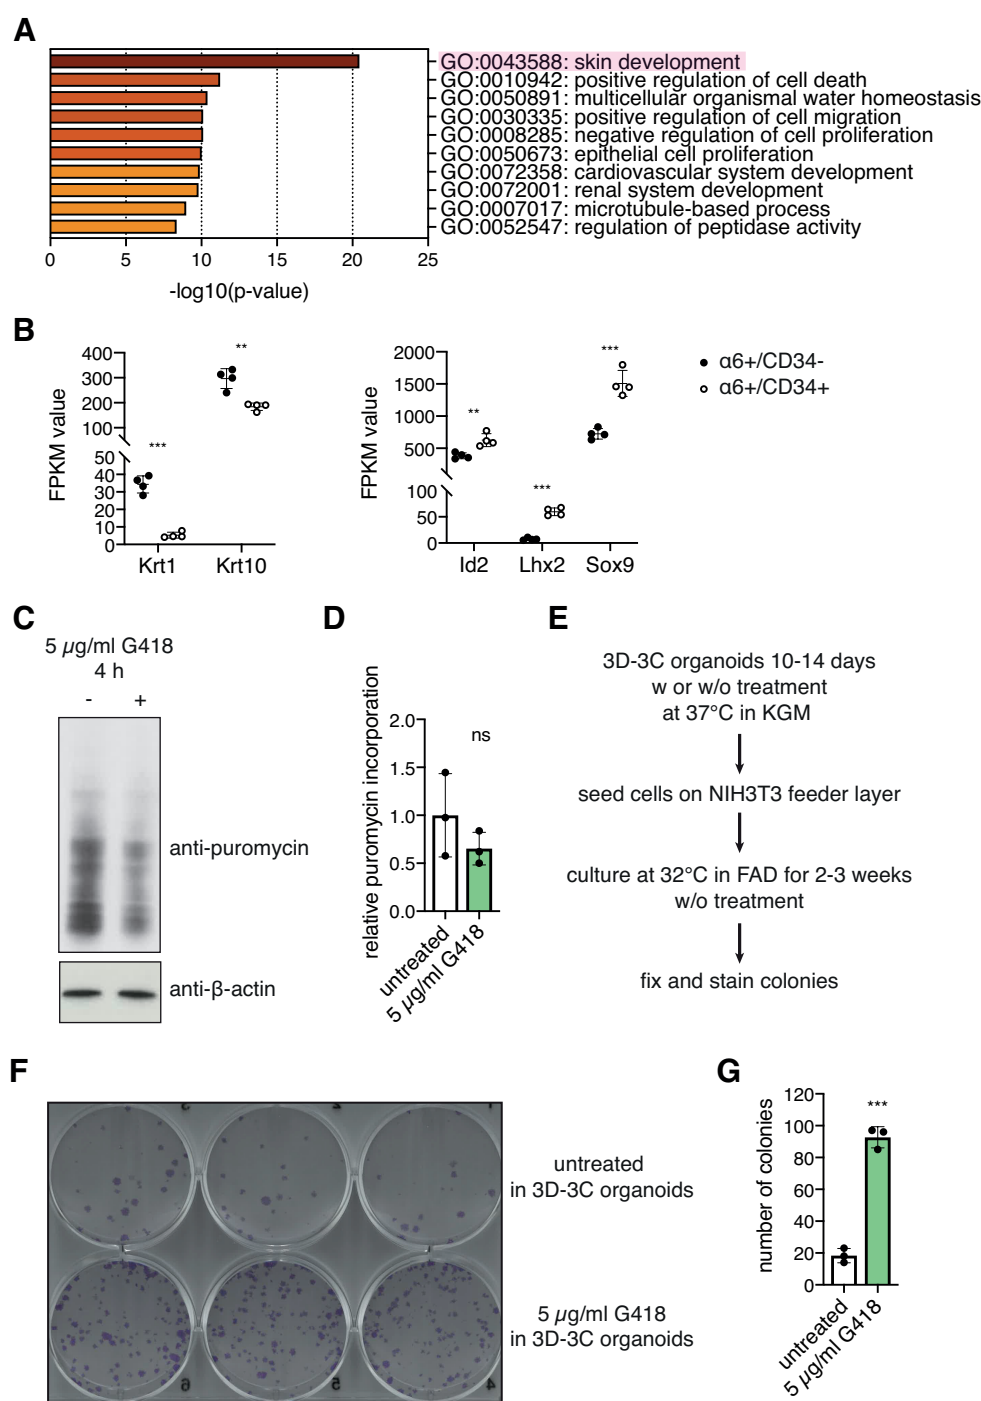 A
GO:0043588: skin development
GO:0010942: positive regulation of cell death
GO:0050891: multicellular organismal water homeostasis
GO:0030335: positive regulation of cell migration
GO:0008285: negative regulation of cell proliferation
GO:0050673: epithelial cell proliferation
GO:0072358: cardiovascular system development
GO:0072001: renal system development
GO:0007017: microtubule-based process
GO:0052547: regulation of peptidase activity
0 5 10 15 20 25
-log10(p-value)
B
FPKM value
400
300
200
100
50
40
30
20
10
0
***
**
Krt1 Krt10
FPKM value
2000
1500
1000
500
100
50
0
**
***
***
Id2 Lhx2 Sox9
α6+/CD34-
α6+/CD34+
C
5 µg/ml G418
4 h
- +
anti-puromycin
anti-β-actin
D
relative puromycin incorporation
2.0
1.5
1.0
0.5
0.0
ns
untreated
5 µg/ml G418
E
3D-3C organoids 10-14 days
w or w/o treatment
at 37°C in KGM
seed cells on NIH3T3 feeder layer
culture at 32°C in FAD for 2-3 weeks
w/o treatment
fix and stain colonies
F
untreated
in 3D-3C organoids
5 µg/ml G418
in 3D-3C organoids
G
number of colonies
120
100
80
60
40
20
0
***
untreated
5 µg/ml G418